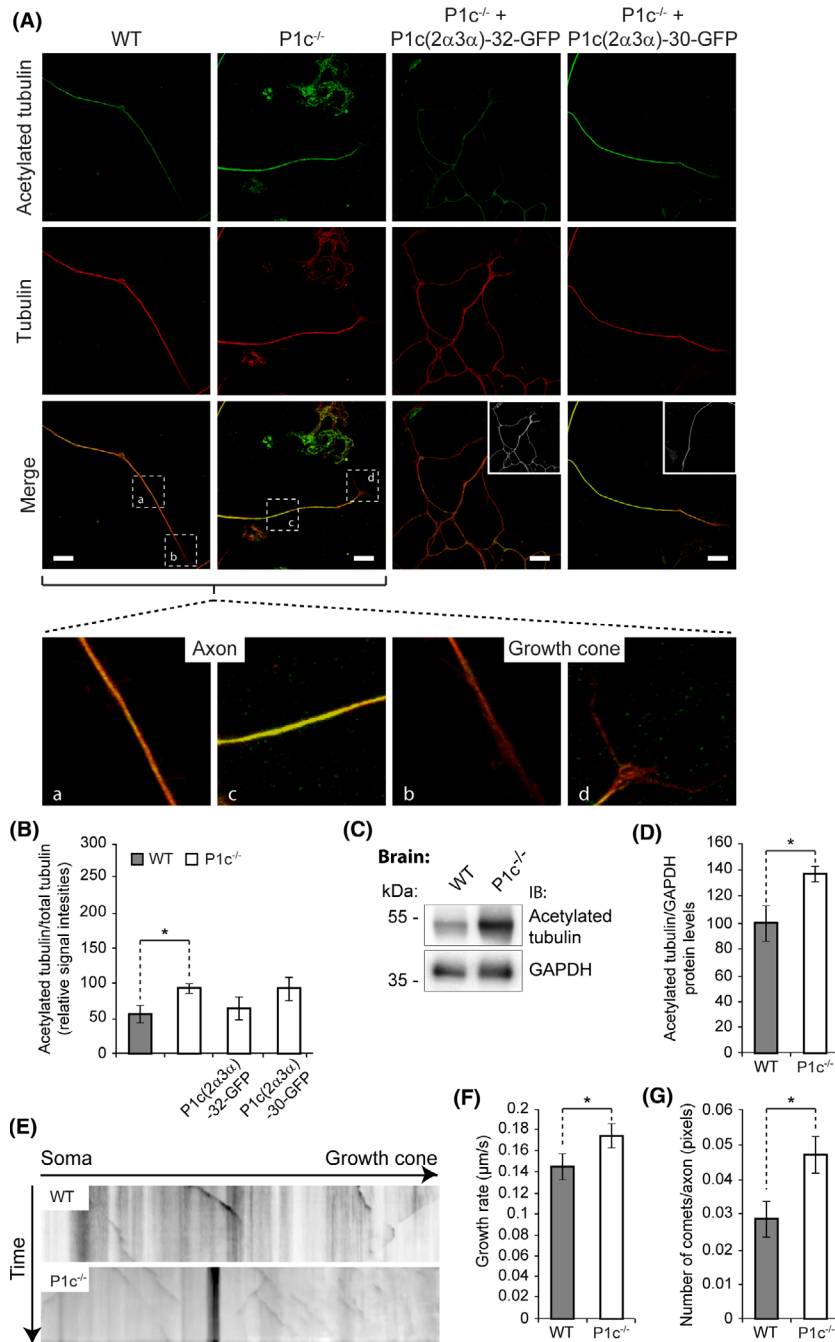 (A)
WT
P1c-/-
P1c-/- +
P1c(2α3α)-32-GFP
P1c-/- +
P1c(2α3α)-30-GFP
Acetylated tubulin
Tubulin
Merge
a
b
c
d
Axon
Growth cone
a
c
b
d
(B)
300
250
200
150
100
50
0
Acetylated tubulin/total tubulin
(relative signal intesities)
WT
P1c-/-
*
P1c(2α3α)
-32-GFP
P1c(2α3α)
-30-GFP
(C)
Brain:
WT
P1c-/-
kDa:
IB:
55 -
Acetylated
tubulin
35 -
GAPDH
(D)
Acetylated tubulin/GAPDH
protein levels
160
140
120
100
80
60
40
20
0
*
WT
P1c-/-
(E)
Soma
Growth cone
Time
WT
P1c-/-
(F)
Growth rate (μm/s)
0.2
0.18
0.16
0.14
0.12
0.1
0.08
0.06
0.04
0.02
0
*
WT
P1c-/-
(G)
Number of comets/axon (pixels)
0.06
0.05
0.04
0.03
0.02
0.01
0.00
*
WT
P1c-/-